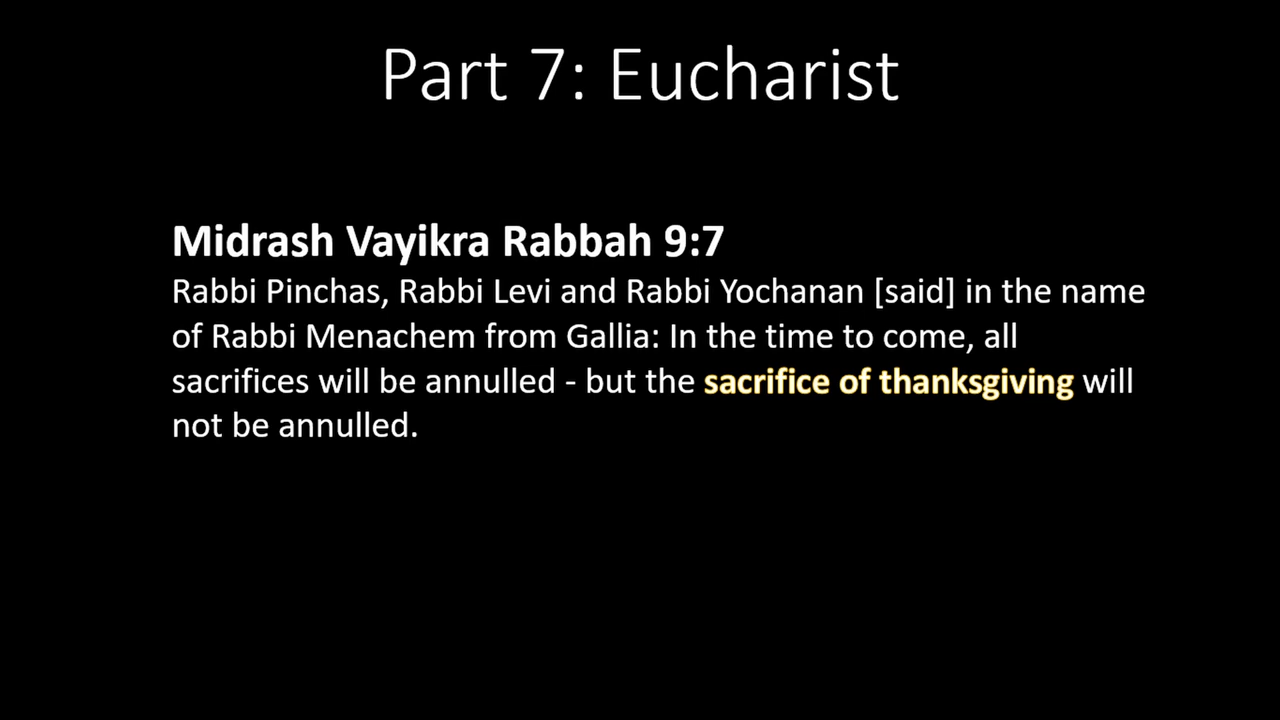 Part 7: Eucharist
Midrash Vayikra Rabbah 9:7
Rabbi Pinchas, Rabbi Levi and Rabbi Yochanan [said] in the name
of Rabbi Menachem from Gallia: In the time to come, all
sacrifices will be annulled - but the sacrifice of thanksgiving will
not be annulled.